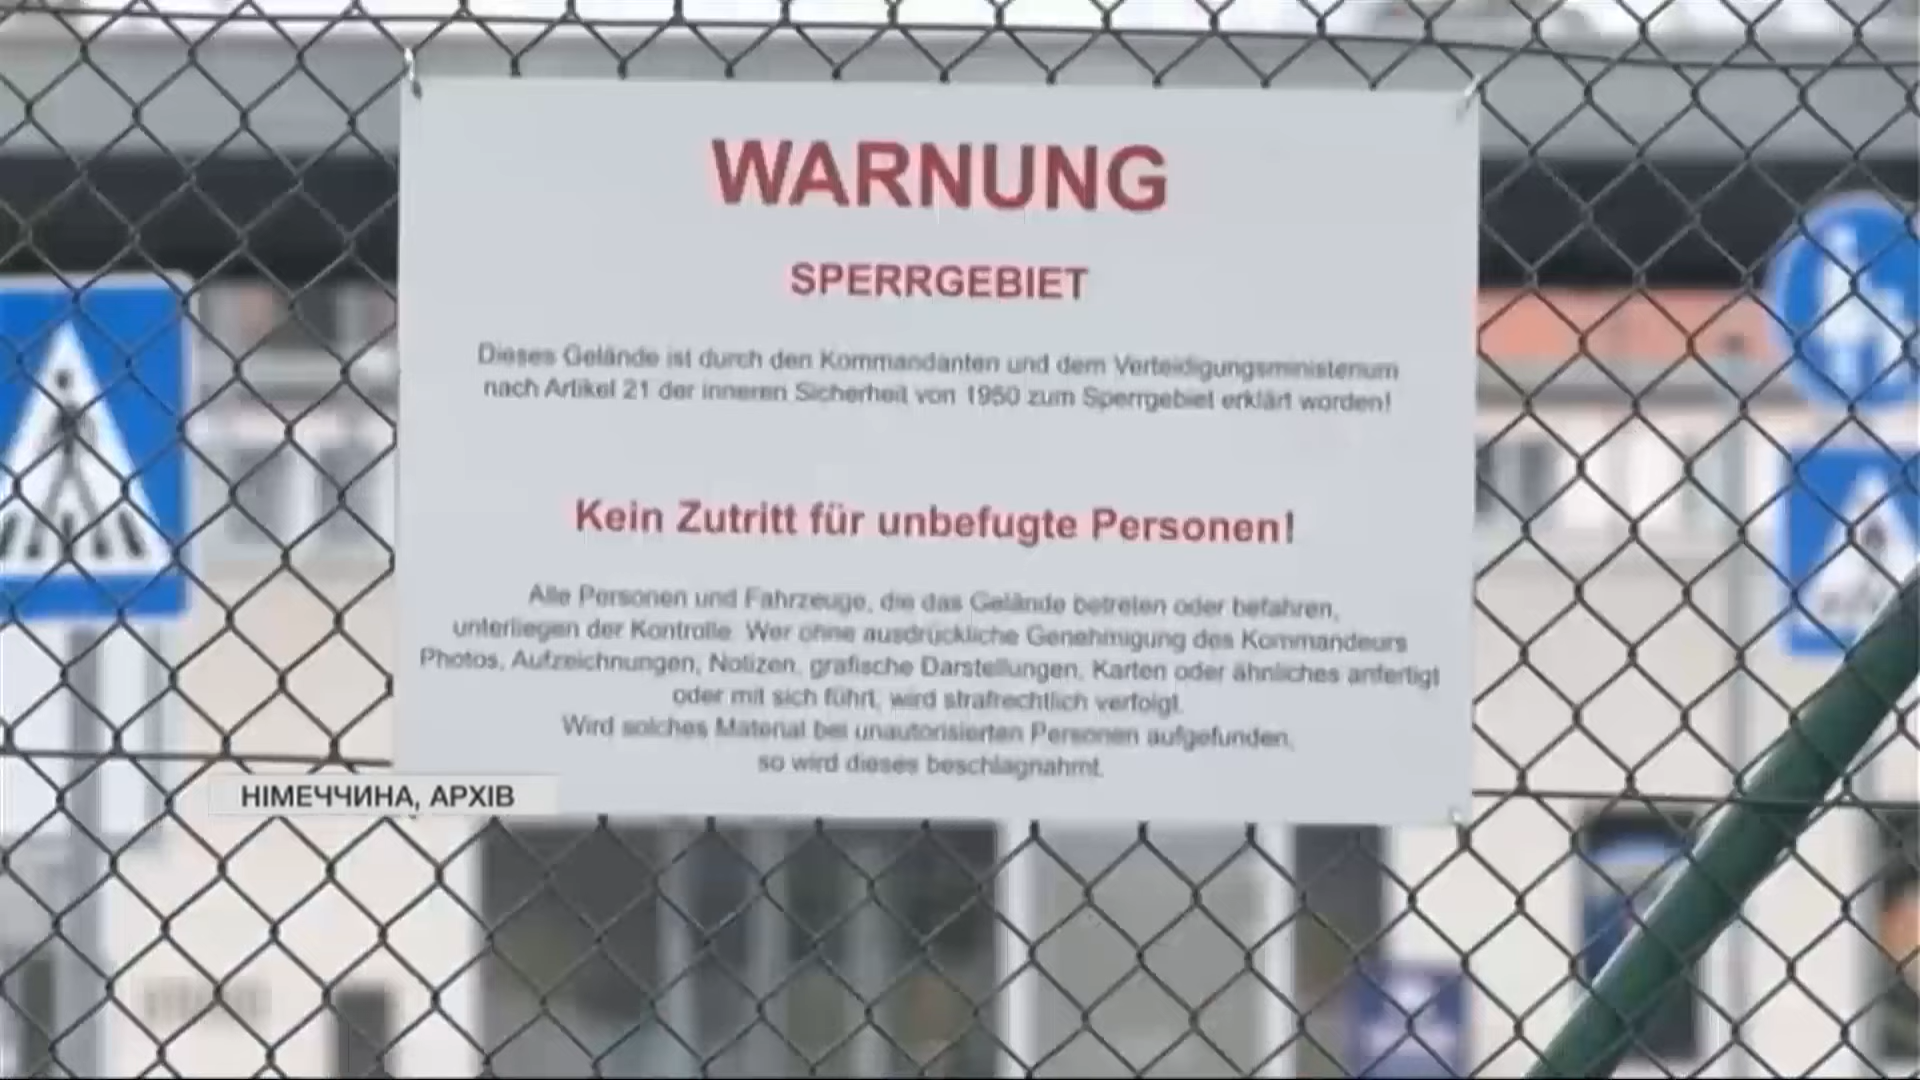 WARNUNG
SPERRGEBIET
Dieses Gelände ist durch den Kommandanten und dem Verteidigungsministerium
nach Artikel 21 der inneren Sicherheit von 1950 zum Sperrgebiet erklärt worden!
Kein Zutritt für unbefugte Personen!
Alle Personen und Fahrzeuge, die das Gelände betreten oder befahren,
unterliegen der Kontrolle. Wer ohne ausdrückliche Genehmigung des Kommandeurs
Photos, Aufzeichnungen, Notizen, grafische Darstellungen, Karten oder ähnliches anfertigt
oder mit sich führt, wird strafrechtlich verfolgt.
Wird solches Material bei unautorisierten Personen aufgefunden,
so wird dieses beschlagnahmt.
НІМЕЧЧИНА, АРХІВ